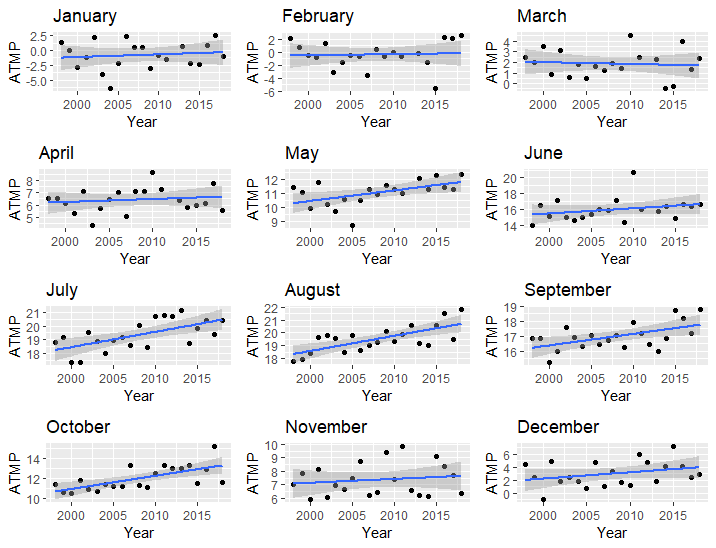 January
February
March
ATMP
2.5
0.0
-2.5
-5.0
2000
2005
2010
2015
Year
ATMP
2
0
-2
-4
-6
2000
2005
2010
2015
Year
ATMP
4
3
2
1
0
2000
2005
2010
2015
Year
April
May
June
ATMP
8
7
6
5
2000
2005
2010
2015
Year
ATMP
12
11
10
9
2000
2005
2010
2015
Year
ATMP
20
18
16
14
2000
2005
2010
2015
Year
July
August
September
ATMP
21
20
19
18
2000
2005
2010
2015
Year
ATMP
22
21
20
19
18
2000
2005
2010
2015
Year
ATMP
19
18
17
16
2000
2005
2010
2015
Year
October
November
December
ATMP
14
12
10
2000
2005
2010
2015
Year
ATMP
10
9
8
7
6
2000
2005
2010
2015
Year
ATMP
6
4
2
0
2000
2005
2010
2015
Year